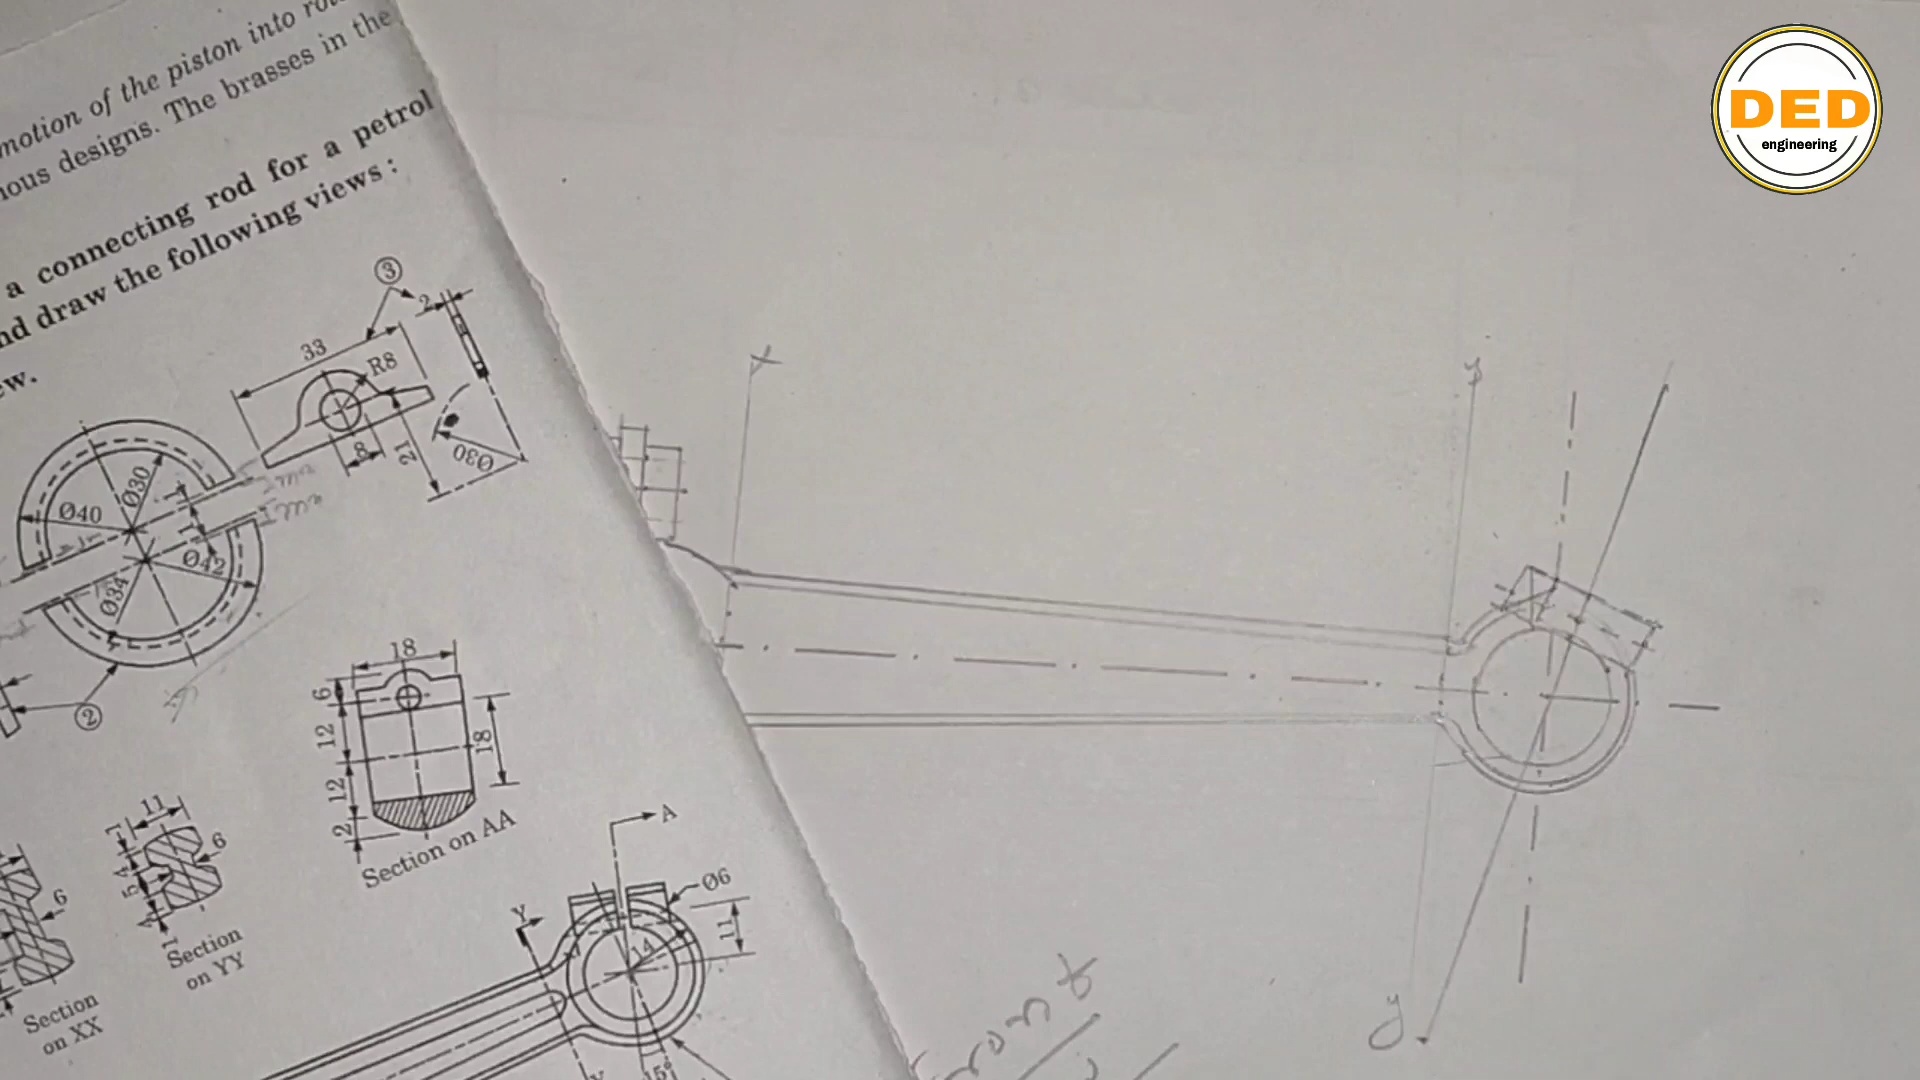 motion of the piston into
ious designs. The brasses in the
a connecting rod for a petrol
nd draw the following views :
ew.
DED
engineering
3
2
33
R8
8
21
Ø30
Ø40
Ø30
Ø42
Ø34
2
18
6
12
12
2
18
Section on AA
11
6
5
4
1
Section
on YY
6
Section
on XX
A
Ø6
11
14
Y
15°
X
y
y
Front